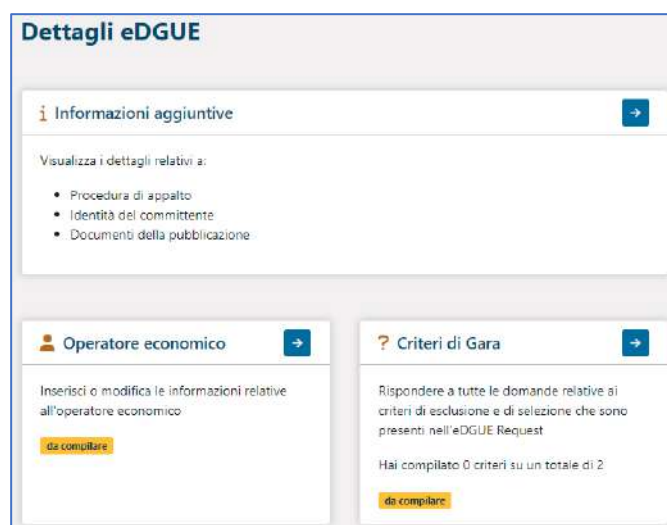 Dettagli eDGUE
i Informazioni aggiuntive
Visualizza i dettagli relativi a:
• Procedura di appalto
• Identità del committente
• Documenti della pubblicazione
Operatore economico
Inserisci o modifica le informazioni relative
all'operatore economico
da compilare
? Criteri di Gara
Rispondere a tutte le domande relative ai
criteri di esclusione e di selezione che sono
presenti nell'eDGUE Request
Hai compilato 0 criteri su un totale di 2
da compilare